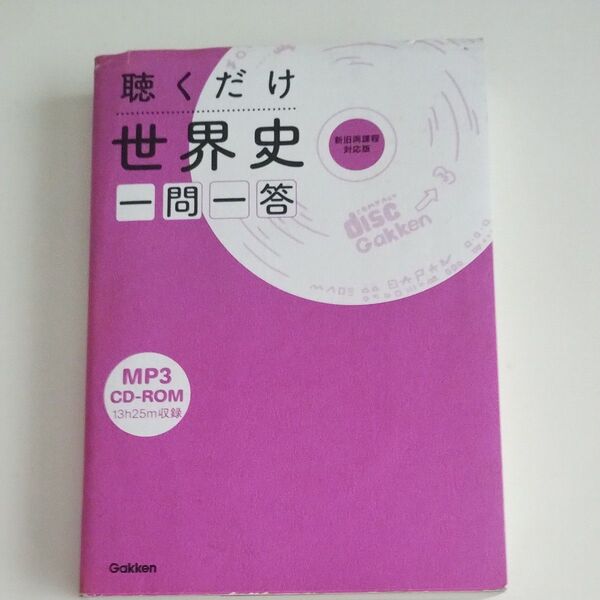 聴くだけ
世界史
一問一答
新旧両課程
対応版
COMPACT
disc
Gakken
MP3
CD-ROM
13h25m収録
Gakken